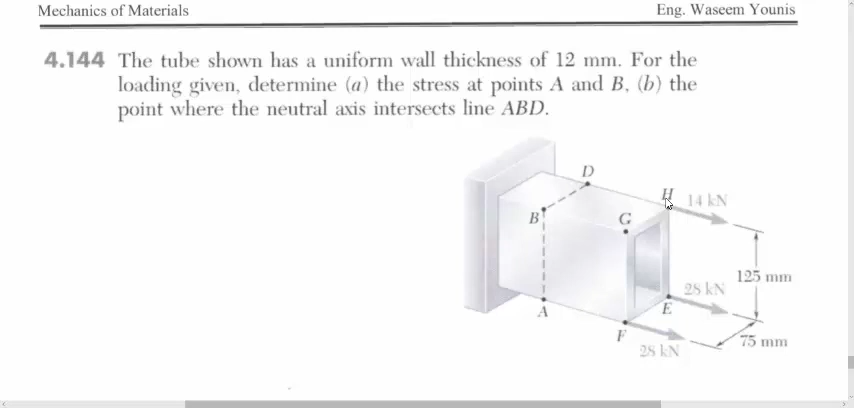 Mechanics of Materials
Eng. Waseem Younis
4.144 The tube shown has a uniform wall thickness of 12 mm. For the
loading given, determine (a) the stress at points A and B, (b) the
point where the neutral axis intersects line ABD.
D
H
14 kN
B
G
125 mm
28 kN
A
E
F
75 mm
28 kN